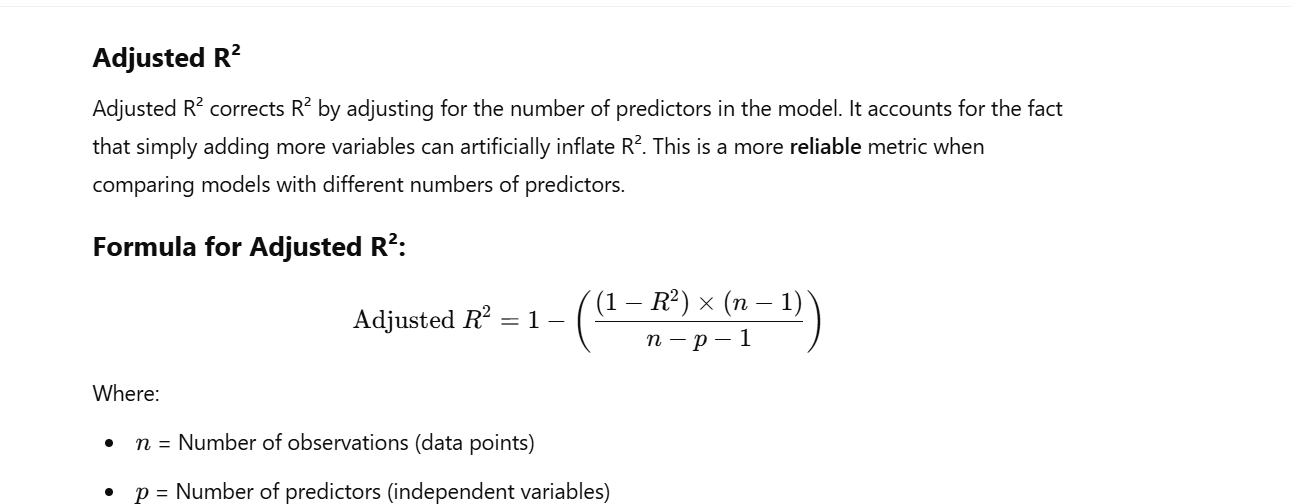 Adjusted R²
Adjusted R² corrects R² by adjusting for the number of predictors in the model. It accounts for the fact
that simply adding more variables can artificially inflate R². This is a more reliable metric when
comparing models with different numbers of predictors.
Formula for Adjusted R²:
Adjusted R² = 1 − ( (1 − R²) × (n − 1) / n − p − 1 )
Where:
• n = Number of observations (data points)
• p = Number of predictors (independent variables)